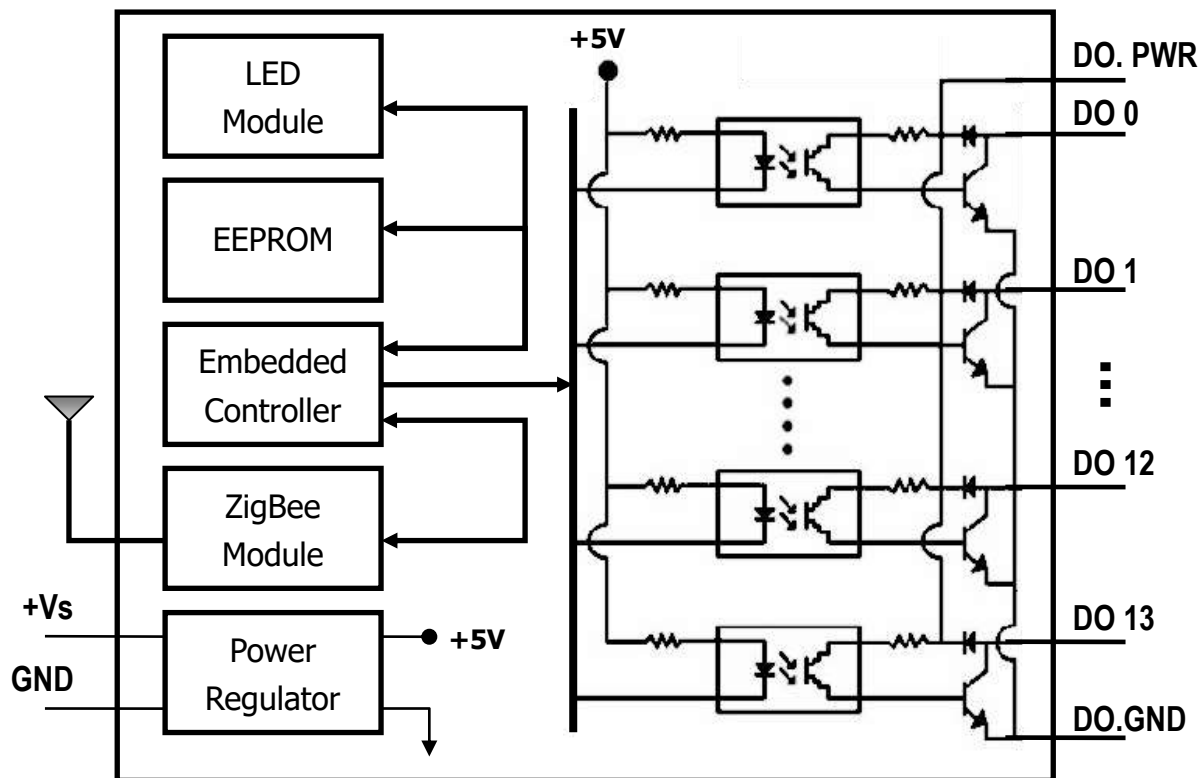 LED
Module
EEPROM
Embedded
Controller
ZigBee
Module
+Vs
GND
Power
Regulator
+5V
+5V
DO. PWR
DO 0
DO 1
DO 12
DO 13
DO.GND